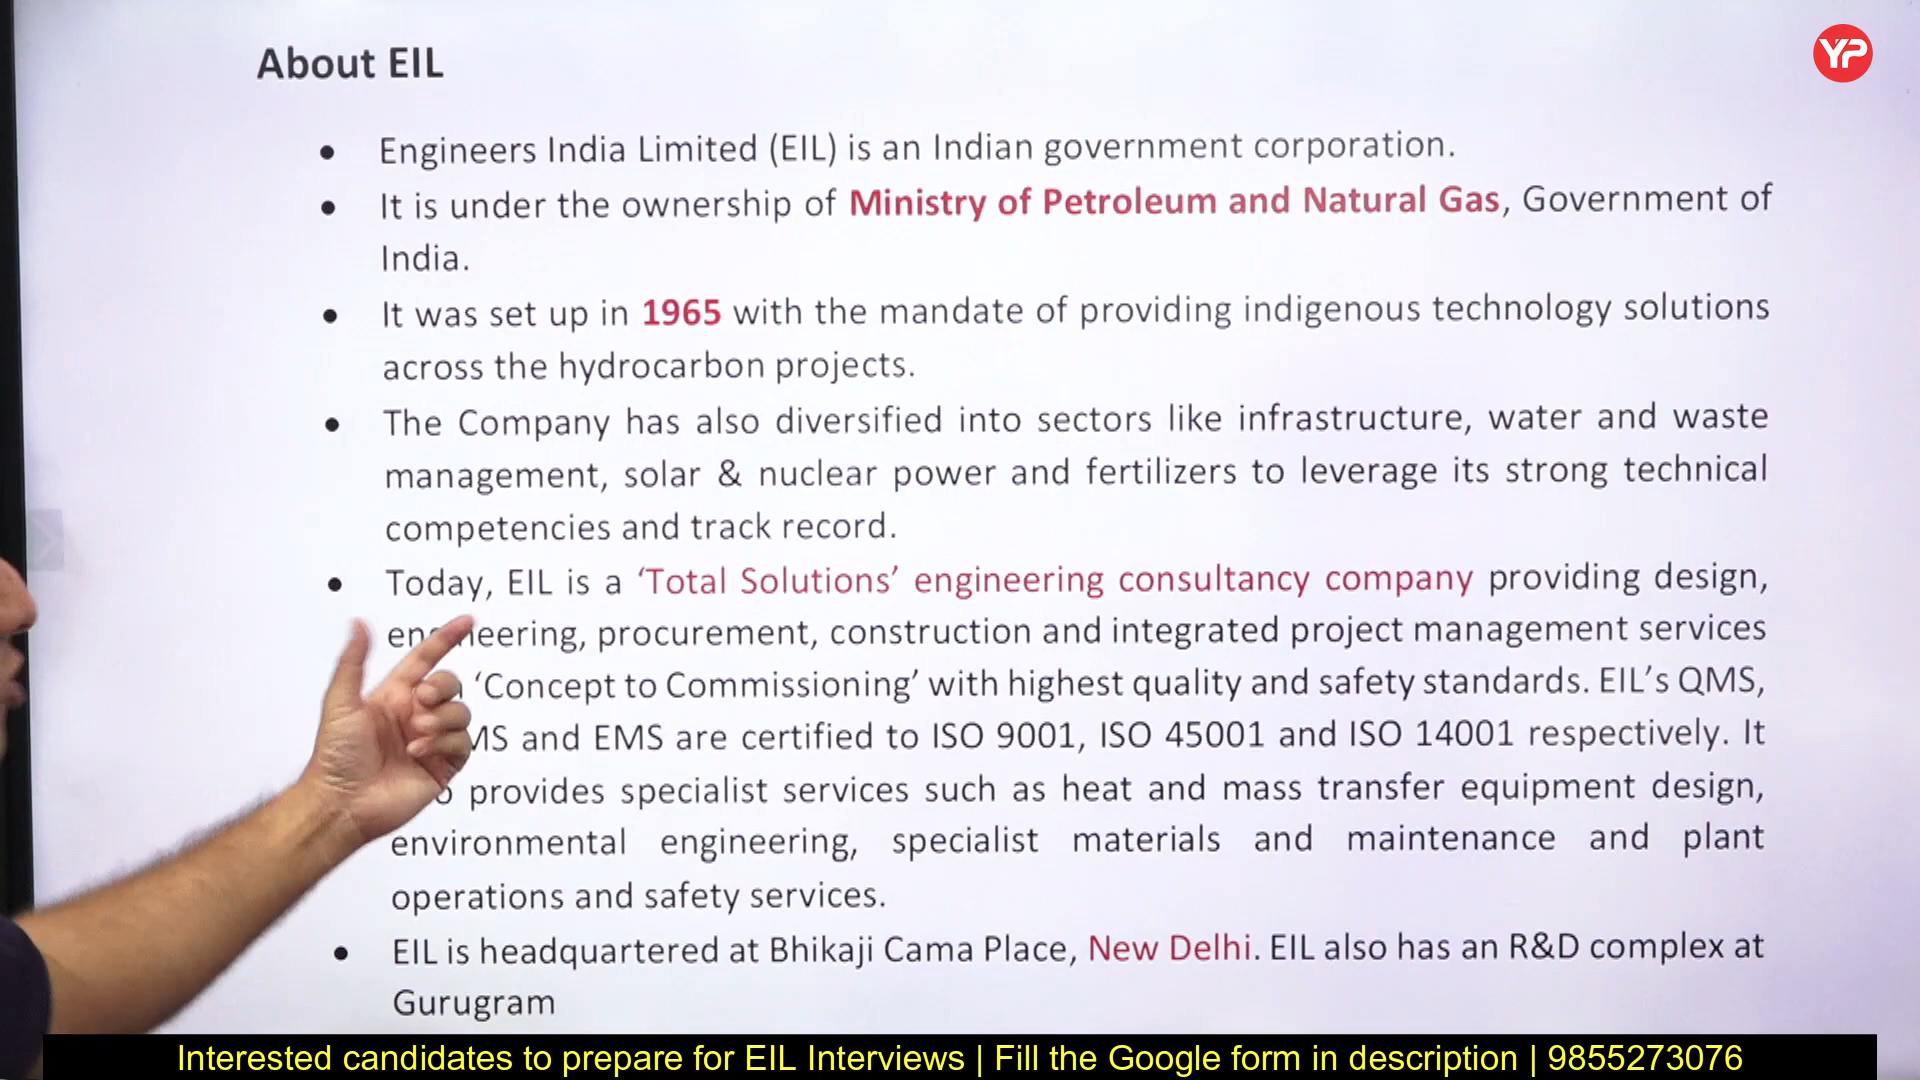 YP
About EIL
• Engineers India Limited (EIL) is an Indian government corporation.
• It is under the ownership of Ministry of Petroleum and Natural Gas, Government of
India.
• It was set up in 1965 with the mandate of providing indigenous technology solutions
across the hydrocarbon projects.
• The Company has also diversified into sectors like infrastructure, water and waste
management, solar & nuclear power and fertilizers to leverage its strong technical
competencies and track record.
• Today, EIL is a ‘Total Solutions’ engineering consultancy company providing design,
procurement, construction and integrated project management services
‘Concept to Commissioning’ with highest quality and safety standards. EIL’s QMS,
and EMS are certified to ISO 9001, ISO 45001 and ISO 14001 respectively. It
provides specialist services such as heat and mass transfer equipment design,
environmental engineering, specialist materials and maintenance and plant
operations and safety services.
• EIL is headquartered at Bhikaji Cama Place, New Delhi. EIL also has an R&D complex at
Gurugram
Interested candidates to prepare for EIL Interviews | Fill the Google form in description | 9855273076